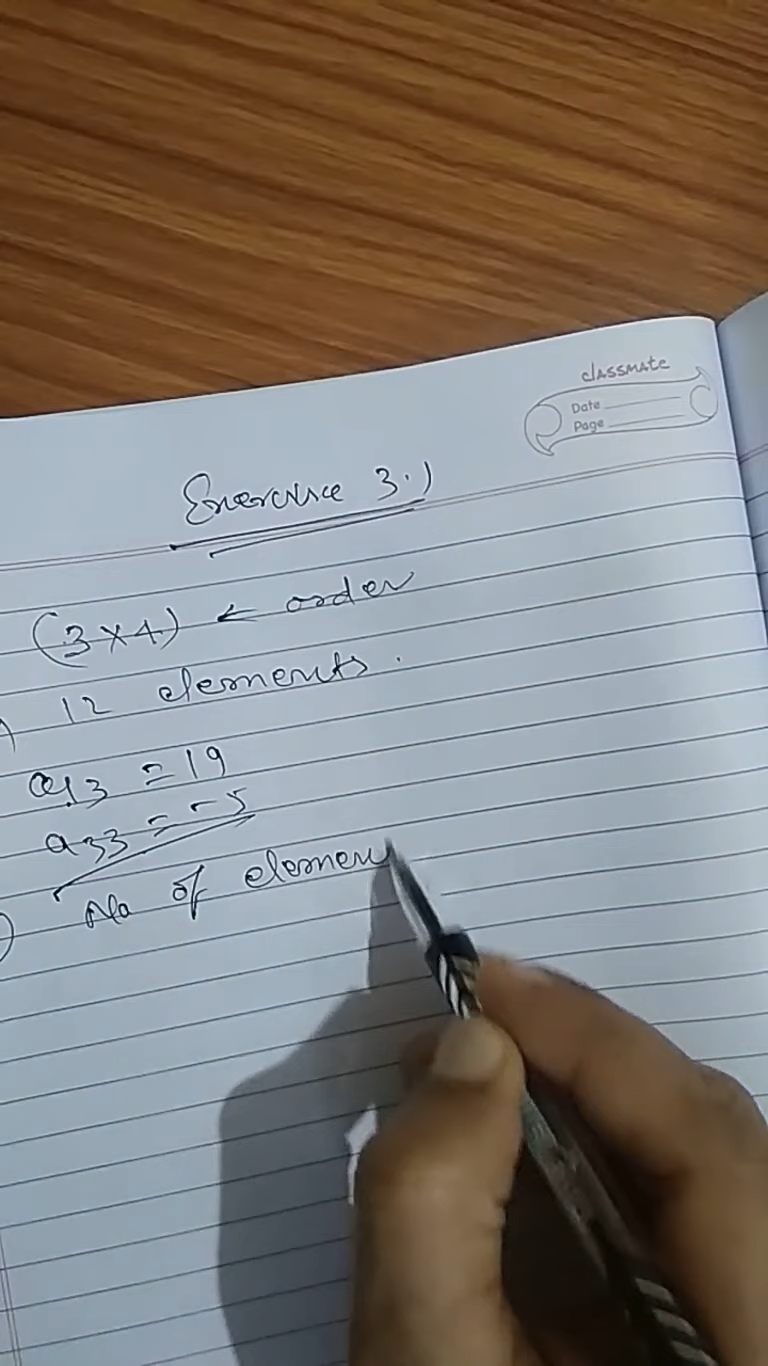 classmate
Date
Page
Exercise 3.1
(3×4) ← order
12 elements.
a13 = 19
a33 = -5
No of elemen